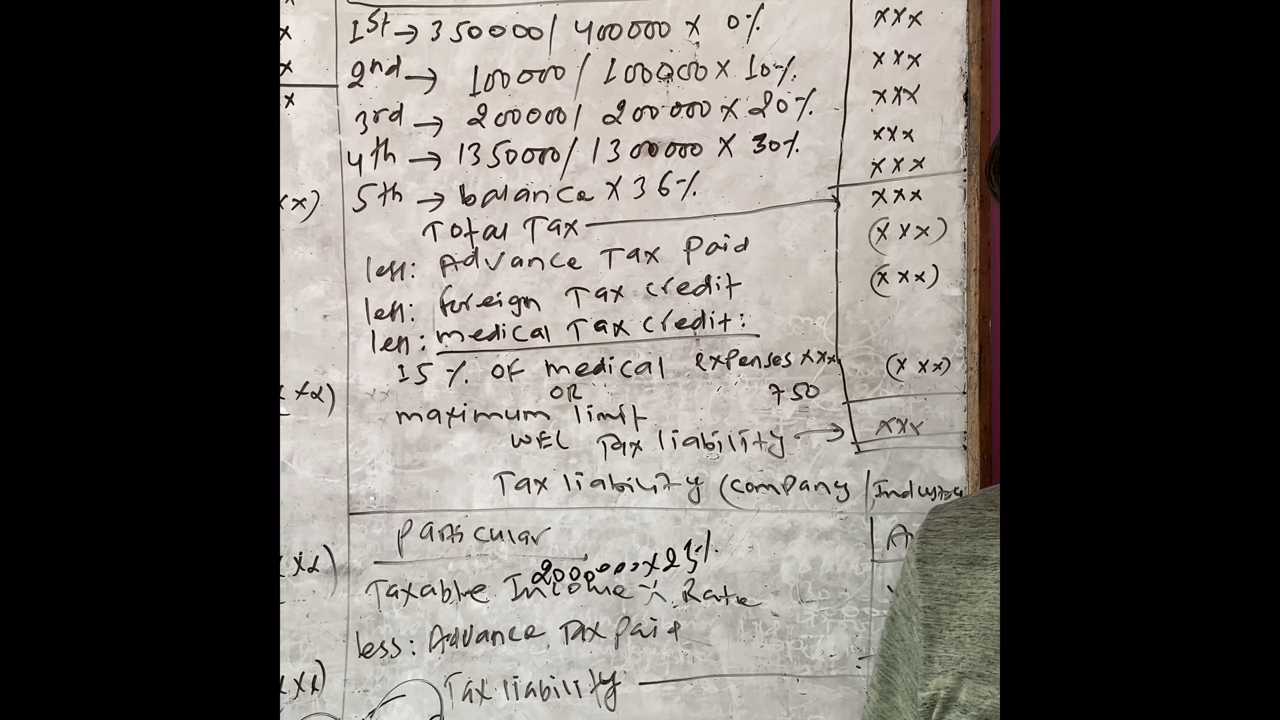 1st → 350000/ 400000 × 0% xxx
2nd → 100000 / 100000 × 10% xxx
3rd → 200000/ 200000 × 20% xxx
4th → 1350000/ 1300000 × 30% xxx
5th → balance × 36% xxx
Total Tax xxx
less: Advance Tax Paid (xxx)
less: foreign Tax credit (xxx)
less: medical Tax credit:
15% of medical expenses xxx (xxx)
OR 750
maximum limit
WEL Tax liability → xxx
Tax liability (company / Indust
Particular A
2000000×25%
Taxable Income × Rate
less: Advance Tax Paid
Tax liability